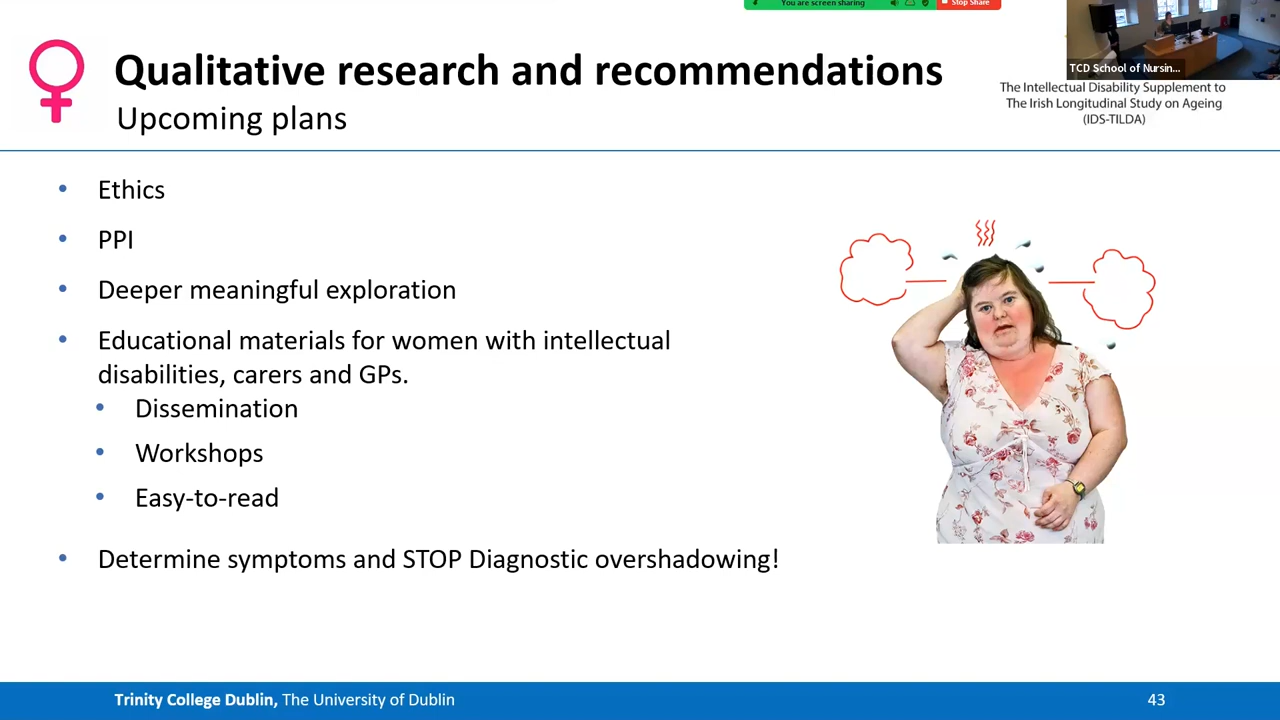 You are screen sharing
Stop Share
TCD School of Nursin...
Qualitative research and recommendations
Upcoming plans
The Intellectual Disability Supplement to
The Irish Longitudinal Study on Ageing
(IDS-TILDA)
• Ethics
• PPI
• Deeper meaningful exploration
• Educational materials for women with intellectual
disabilities, carers and GPs.
• Dissemination
• Workshops
• Easy-to-read
• Determine symptoms and STOP Diagnostic overshadowing!
Trinity College Dublin, The University of Dublin
43